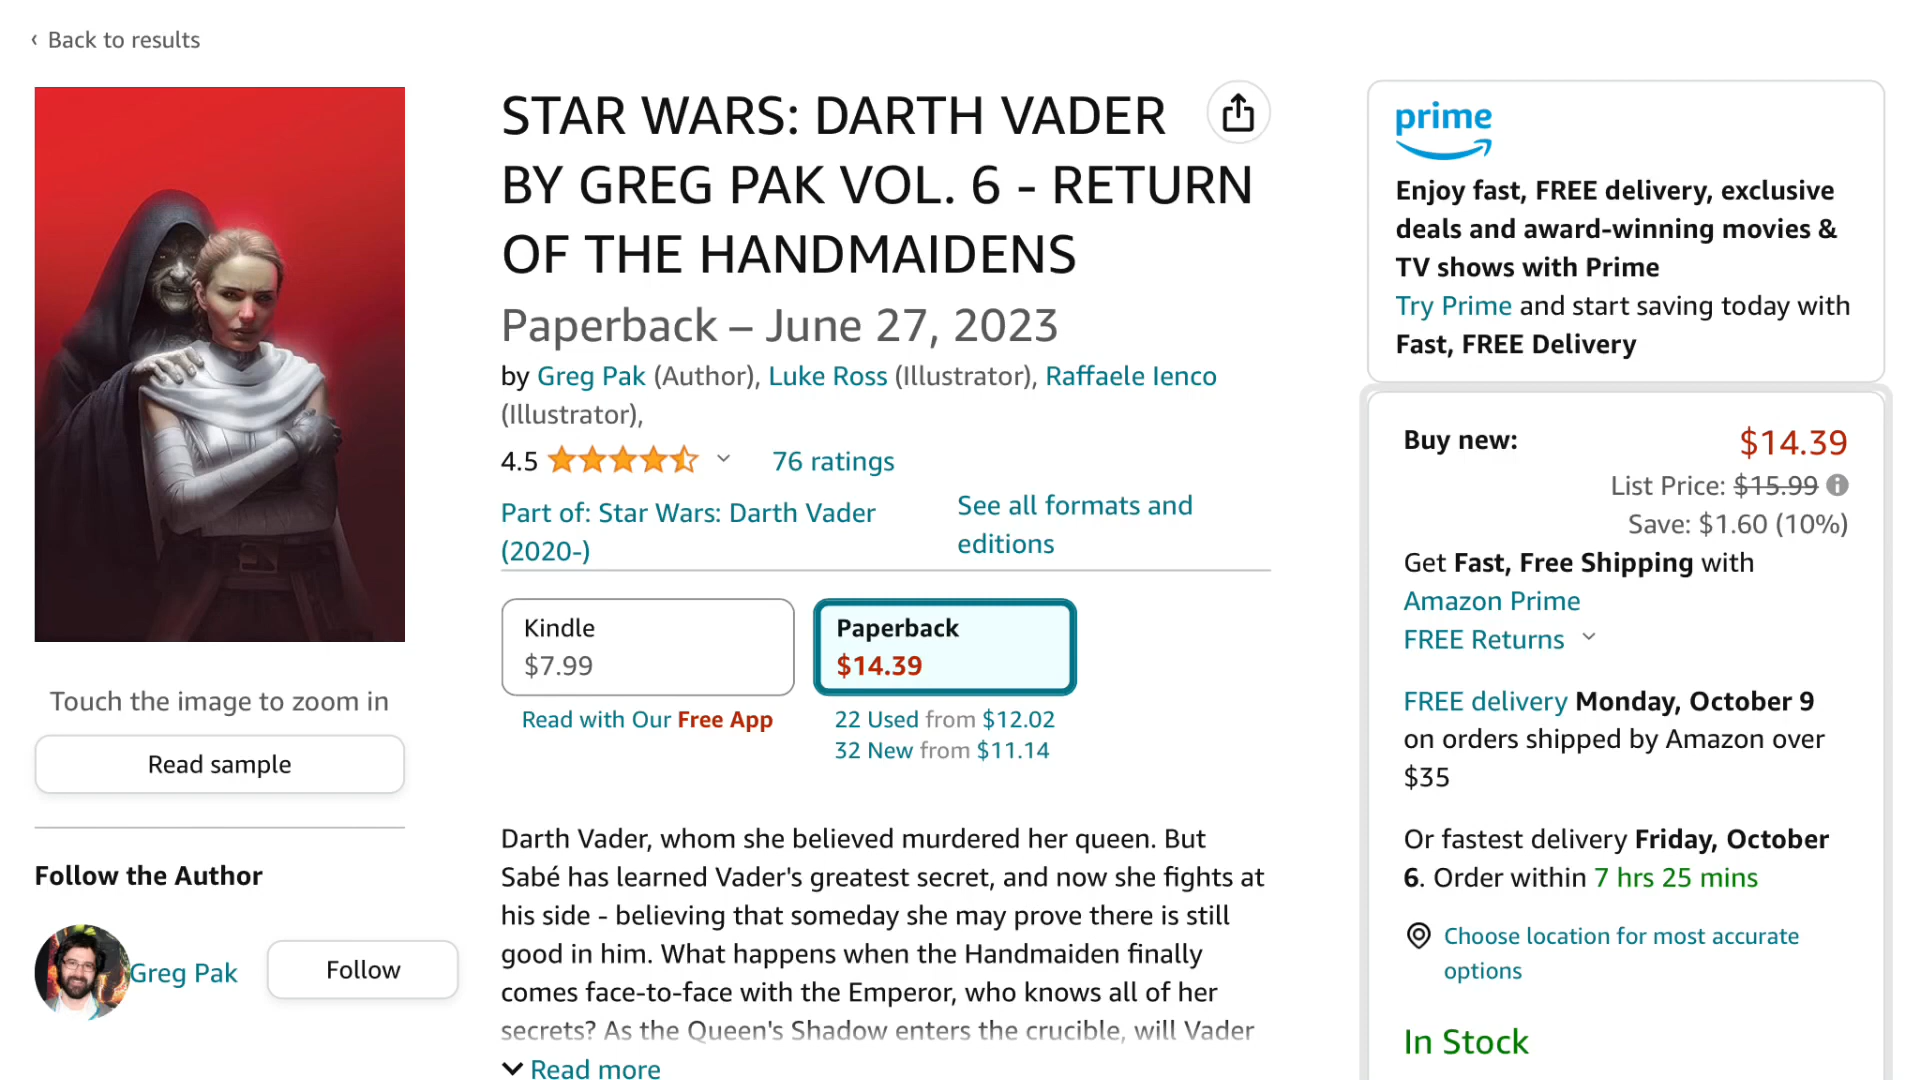 ‹ Back to results
STAR WARS: DARTH VADER
BY GREG PAK VOL. 6 - RETURN
OF THE HANDMAIDENS
Paperback – June 27, 2023
by Greg Pak (Author), Luke Ross (Illustrator), Raffaele Ienco
(Illustrator),
4.5
76 ratings
Part of: Star Wars: Darth Vader
(2020-)
See all formats and
editions
Kindle
$7.99
Read with Our Free App
Paperback
$14.39
22 Used from $12.02
32 New from $11.14
Darth Vader, whom she believed murdered her queen. But
Sabé has learned Vader's greatest secret, and now she fights at
his side - believing that someday she may prove there is still
good in him. What happens when the Handmaiden finally
comes face-to-face with the Emperor, who knows all of her
secrets? As the Queen's Shadow enters the crucible, will Vader
Read more
Touch the image to zoom in
Read sample
Follow the Author
Greg Pak
Follow
prime
Enjoy fast, FREE delivery, exclusive
deals and award-winning movies &
TV shows with Prime
Try Prime and start saving today with
Fast, FREE Delivery
Buy new:
$14.39
List Price: $15.99
Save: $1.60 (10%)
Get Fast, Free Shipping with
Amazon Prime
FREE Returns
FREE delivery Monday, October 9
on orders shipped by Amazon over
$35
Or fastest delivery Friday, October
6. Order within 7 hrs 25 mins
Choose location for most accurate
options
In Stock